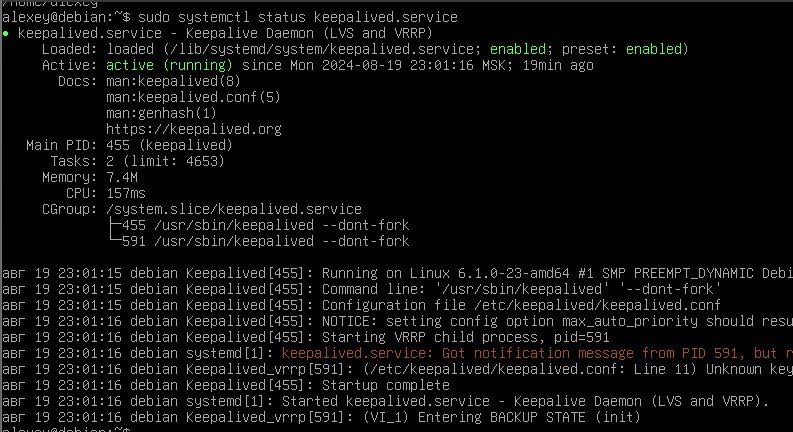 /home/alexey
alexey@debian:~$ sudo systemctl status keepalived.service
● keepalived.service - Keepalive Daemon (LVS and VRRP)
Loaded: loaded (/lib/systemd/system/keepalived.service; enabled; preset: enabled)
Active: active (running) since Mon 2024-08-19 23:01:16 MSK; 19min ago
Docs: man:keepalived(8)
man:keepalived.conf(5)
man:genhash(1)
https://keepalived.org
Main PID: 455 (keepalived)
Tasks: 2 (limit: 4653)
Memory: 7.4M
CPU: 157ms
CGroup: /system.slice/keepalived.service
├─455 /usr/sbin/keepalived --dont-fork
└─591 /usr/sbin/keepalived --dont-fork
авг 19 23:01:15 debian Keepalived[455]: Running on Linux 6.1.0-23-amd64 #1 SMP PREEMPT_DYNAMIC Debi
авг 19 23:01:15 debian Keepalived[455]: Command line: '/usr/sbin/keepalived' '--dont-fork'
авг 19 23:01:15 debian Keepalived[455]: Configuration file /etc/keepalived/keepalived.conf
авг 19 23:01:16 debian Keepalived[455]: NOTICE: setting config option max_auto_priority should resu
авг 19 23:01:16 debian Keepalived[455]: Starting VRRP child process, pid=591
авг 19 23:01:16 debian systemd[1]: keepalived.service: Got notification message from PID 591, but r
авг 19 23:01:16 debian Keepalived_vrrp[591]: (/etc/keepalived/keepalived.conf: Line 11) Unknown key
авг 19 23:01:16 debian Keepalived[455]: Startup complete
авг 19 23:01:16 debian systemd[1]: Started keepalived.service - Keepalive Daemon (LVS and VRRP).
авг 19 23:01:16 debian Keepalived_vrrp[591]: (VI_1) Entering BACKUP STATE (init)
alexey@debian:~$